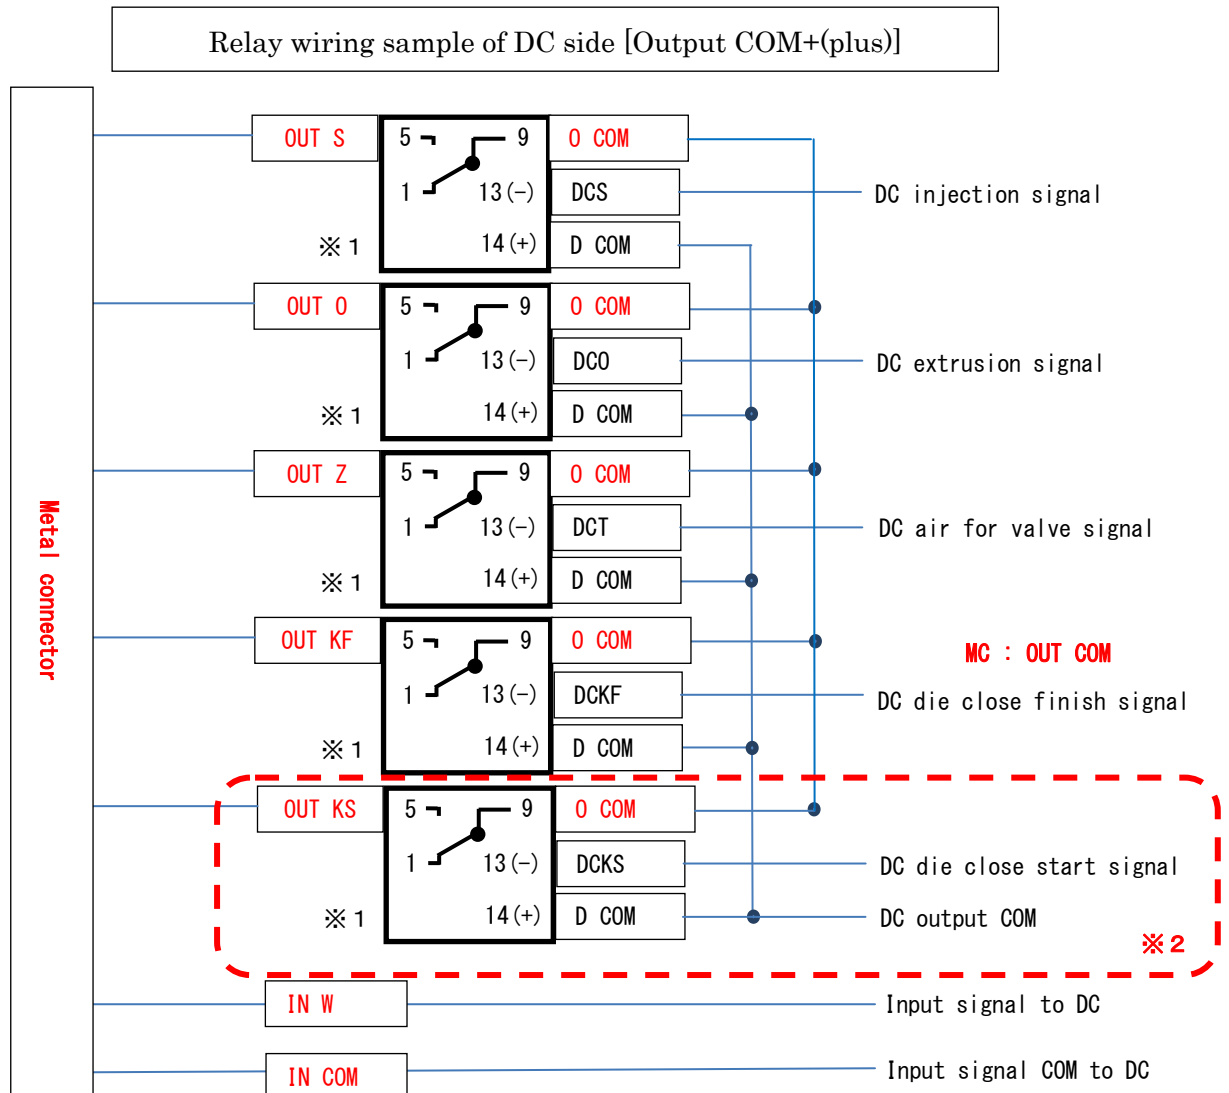 Relay wiring sample of DC side [Output COM+(plus)]
Metal connector
OUT S 5 9 O COM
1 13(−) DCS DC injection signal
※1 14(+) D COM
OUT O 5 9 O COM
1 13(−) DCO DC extrusion signal
※1 14(+) D COM
OUT Z 5 9 O COM
1 13(−) DCT DC air for valve signal
※1 14(+) D COM
OUT KF 5 9 O COM
MC : OUT COM
1 13(−) DCKF DC die close finish signal
※1 14(+) D COM
OUT KS 5 9 O COM
1 13(−) DCKS DC die close start signal
※1 14(+) D COM DC output COM
※2
IN W Input signal to DC
IN COM Input signal COM to DC